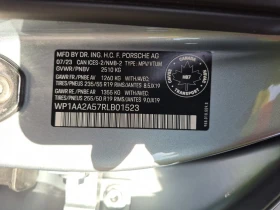 MFD BY: DR. ING. H.C. F. PORSCHE AG
07/23 CAN ICES-2/NMB-2 TYPE: MPV/VTUM
GVWR/PNBV 2510 KG
GAWR FR/PNBE AV 1260 KG WITH/AVEC
TIRES/PNEUS 235/55 R19 RIMS/JANTES 8.5JX19
GAWR RR/PNBE AR 1355 KG WITH/AVEC
TIRES/PNEUS 255/50 R19 RIMS/JANTES 9.0JX19
WP1AA2A57RLB01523